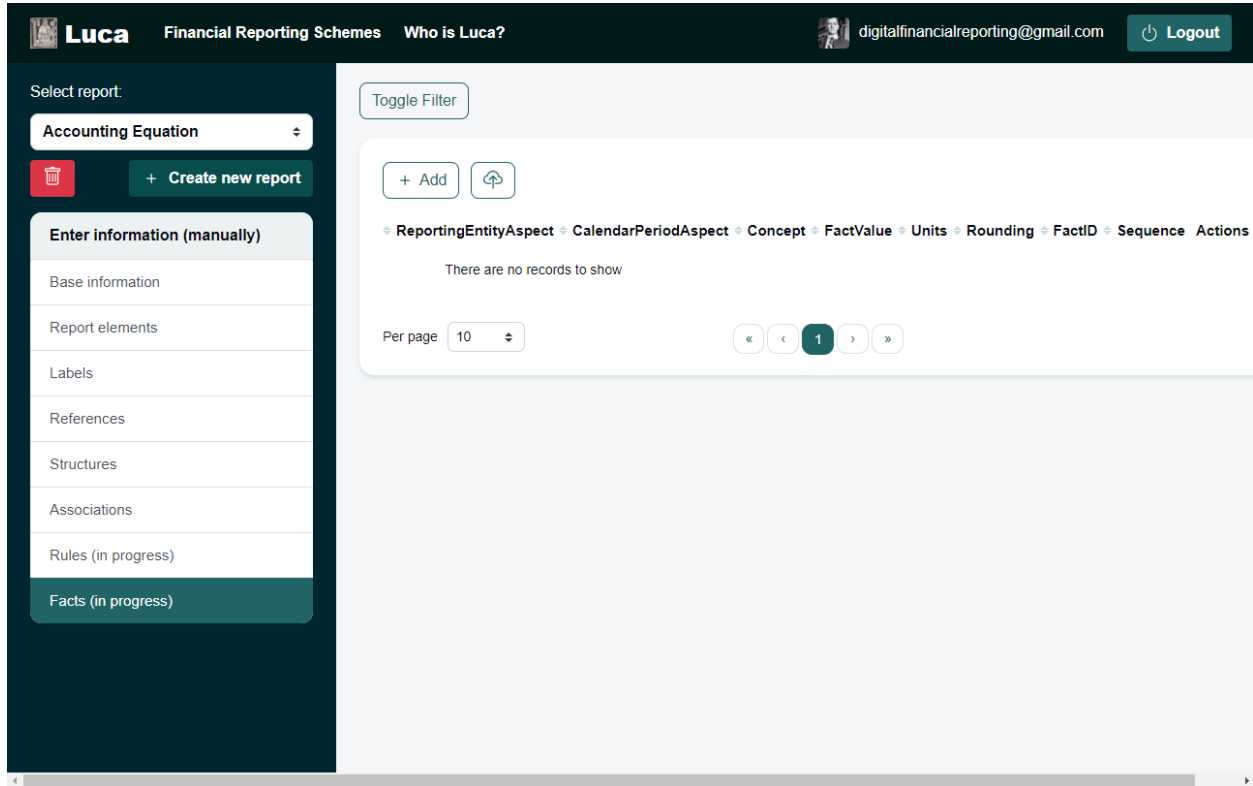 Luca Financial Reporting Schemes Who is Luca? digitalfinancialreporting@gmail.com Logout
Select report:
Accounting Equation
+ Create new report
Enter information (manually)
Base information
Report elements
Labels
References
Structures
Associations
Rules (in progress)
Facts (in progress)
Toggle Filter
+ Add
ReportingEntityAspect CalendarPeriodAspect Concept FactValue Units Rounding FactID Sequence Actions
There are no records to show
Per page 10 « ‹ 1 › »